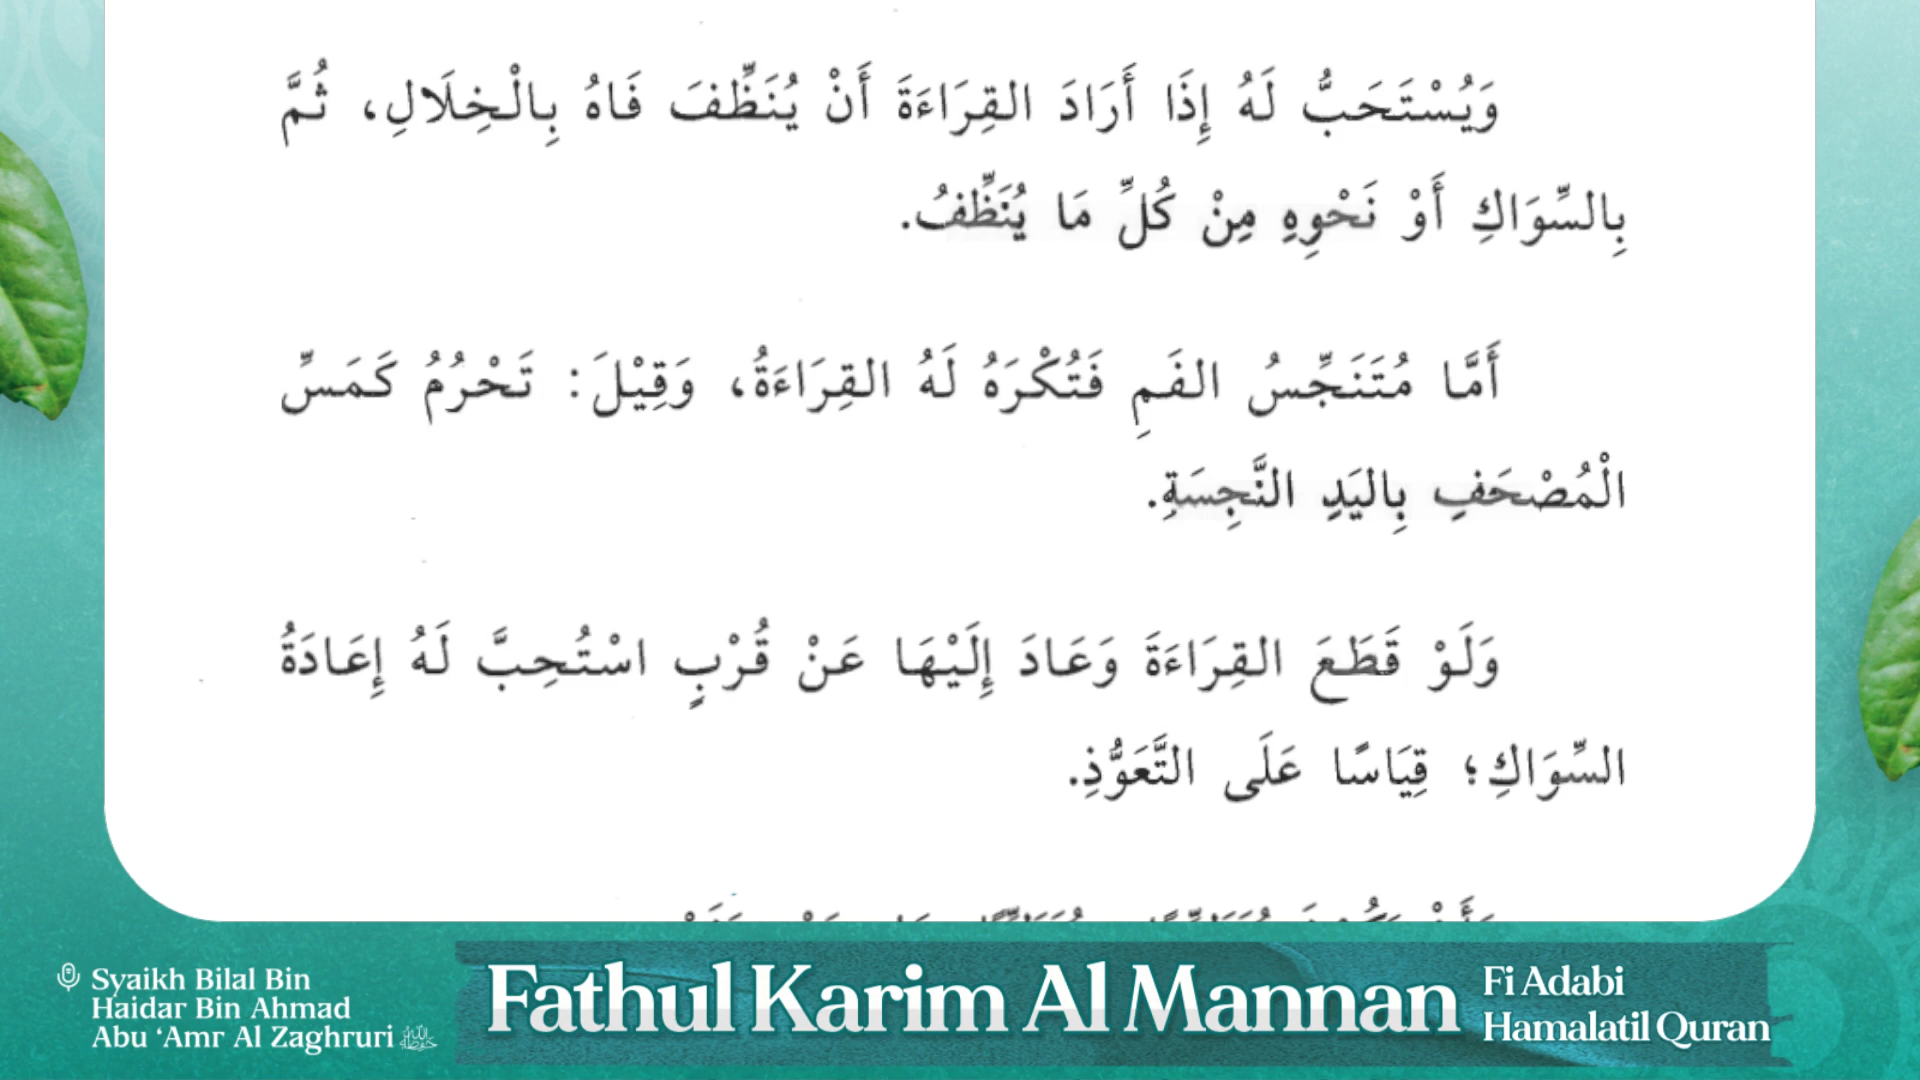 وَيُسْتَحَبُّ لَهُ إِذَا أَرَادَ القِرَاءَةَ أَنْ يُنَظِّفَ فَاهُ بِالْخِلَالِ، ثُمَّ
بِالسِّوَاكِ أَوْ نَحْوِهِ مِنْ كُلِّ مَا يُنَظِّفُ.
أَمَّا مُتَنَجِّسُ الفَمِ فَتُكْرَهُ لَهُ القِرَاءَةُ، وَقِيْلَ: تَحْرُمُ كَمَسِّ
الْمُصْحَفِ بِاليَدِ النَّجِسَةِ.
وَلَوْ قَطَعَ القِرَاءَةَ وَعَادَ إِلَيْهَا عَنْ قُرْبٍ اسْتُحِبَّ لَهُ إِعَادَةُ
السِّوَاكِ؛ قِيَاسًا عَلَى التَّعَوُّذِ.
Syaikh Bilal Bin
Haidar Bin Ahmad
Abu ‘Amr Al Zaghruri
Fathul Karim Al Mannan
Fi Adabi
Hamalatil Quran